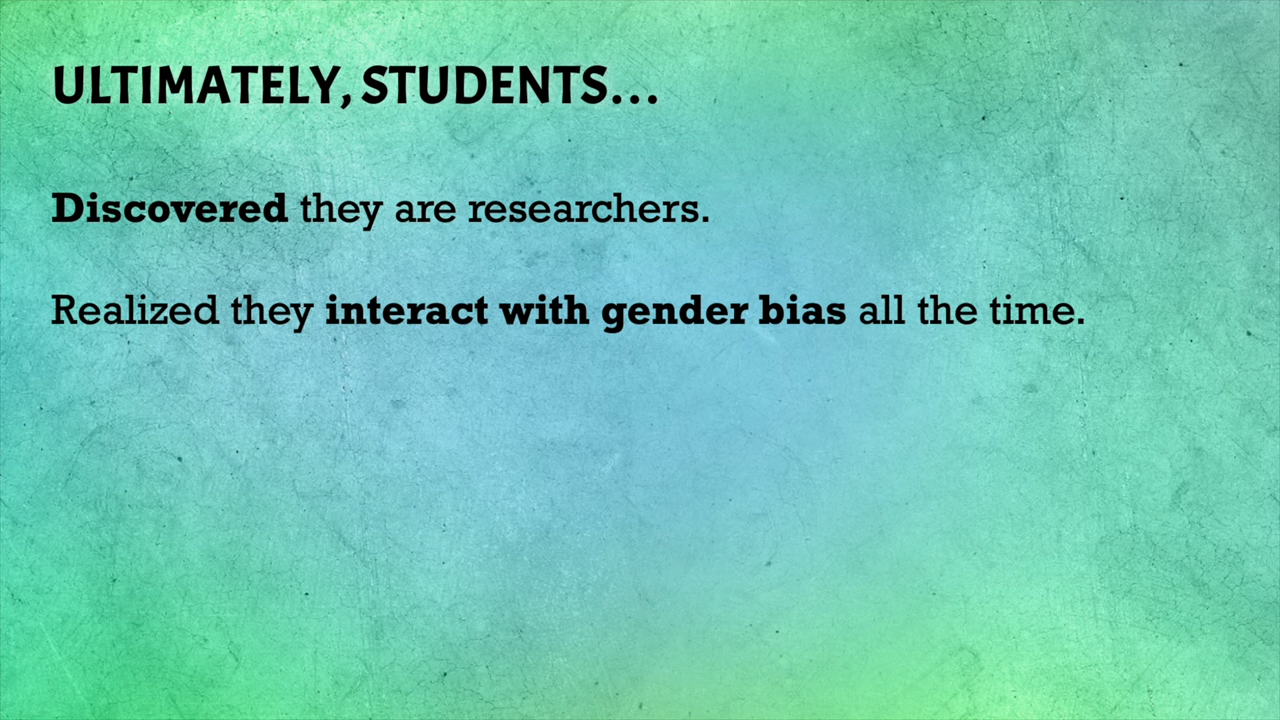 ULTIMATELY, STUDENTS...
Discovered they are researchers.
Realized they interact with gender bias all the time.